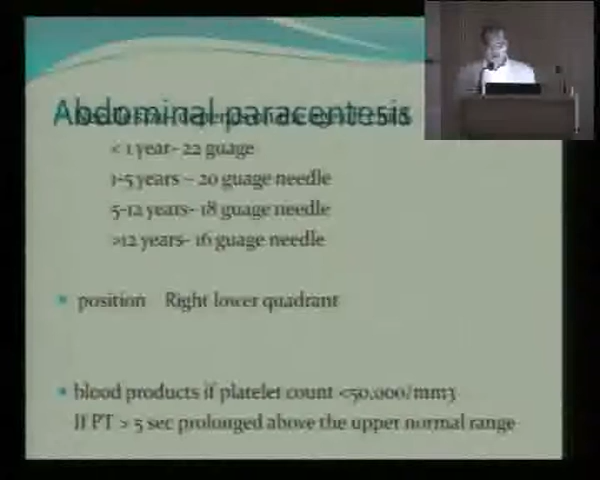 Abdominal paracentesis
< 1 year- 22 guage
1-5 years – 20 guage needle
5-12 years- 18 guage needle
>12 years- 16 guage needle
position Right lower quadrant
blood products if platelet count <50,000/mm3
If PT > 5 sec prolonged above the upper normal range